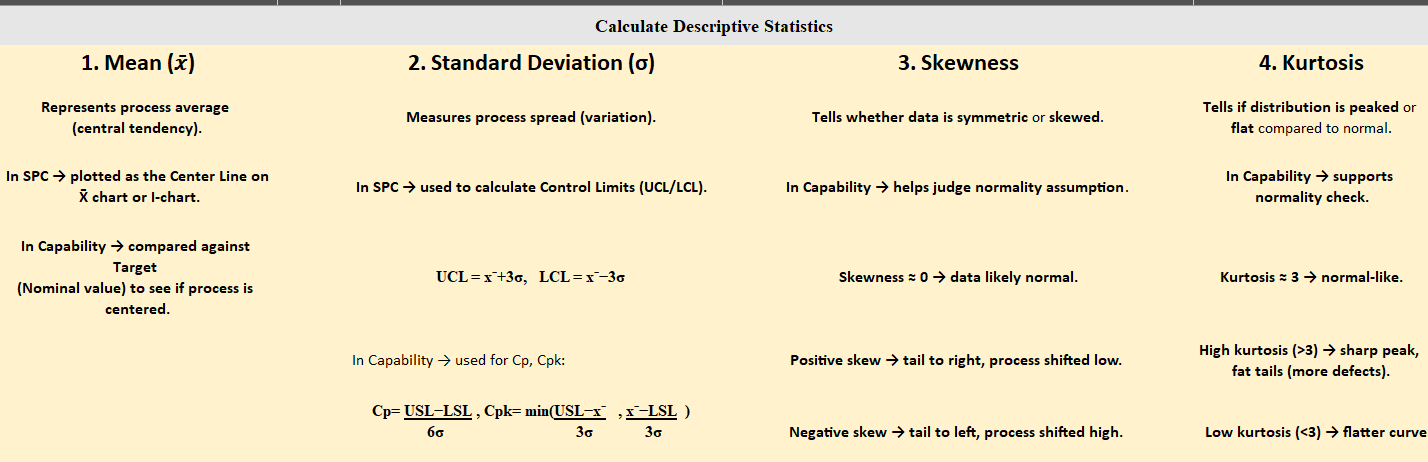 Calculate Descriptive Statistics
1. Mean (x̄)
Represents process average
(central tendency).
In SPC → plotted as the Center Line on
X̄ chart or I-chart.
In Capability → compared against
Target
(Nominal value) to see if process is
centered.
2. Standard Deviation (σ)
Measures process spread (variation).
In SPC → used to calculate Control Limits (UCL/LCL).
UCL = xˉ+3σ, LCL = xˉ−3σ
In Capability → used for Cp, Cpk:
Cp= USL−LSL , Cpk= min(USL−xˉ , xˉ−LSL )
6σ 3σ 3σ
3. Skewness
Tells whether data is symmetric or skewed.
In Capability → helps judge normality assumption.
Skewness ≈ 0 → data likely normal.
Positive skew → tail to right, process shifted low.
Negative skew → tail to left, process shifted high.
4. Kurtosis
Tells if distribution is peaked or
flat compared to normal.
In Capability → supports
normality check.
Kurtosis ≈ 3 → normal-like.
High kurtosis (>3) → sharp peak,
fat tails (more defects).
Low kurtosis (<3) → flatter curve